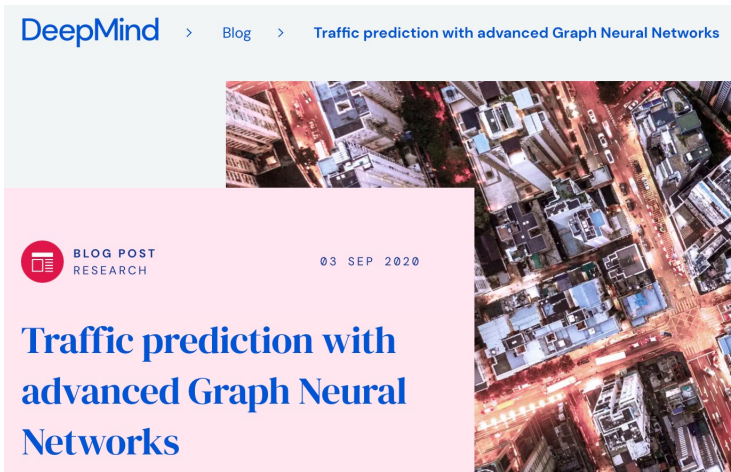 DeepMind > Blog > Traffic prediction with advanced Graph Neural Networks
BLOG POST
RESEARCH
03 SEP 2020
Traffic prediction with
advanced Graph Neural
Networks